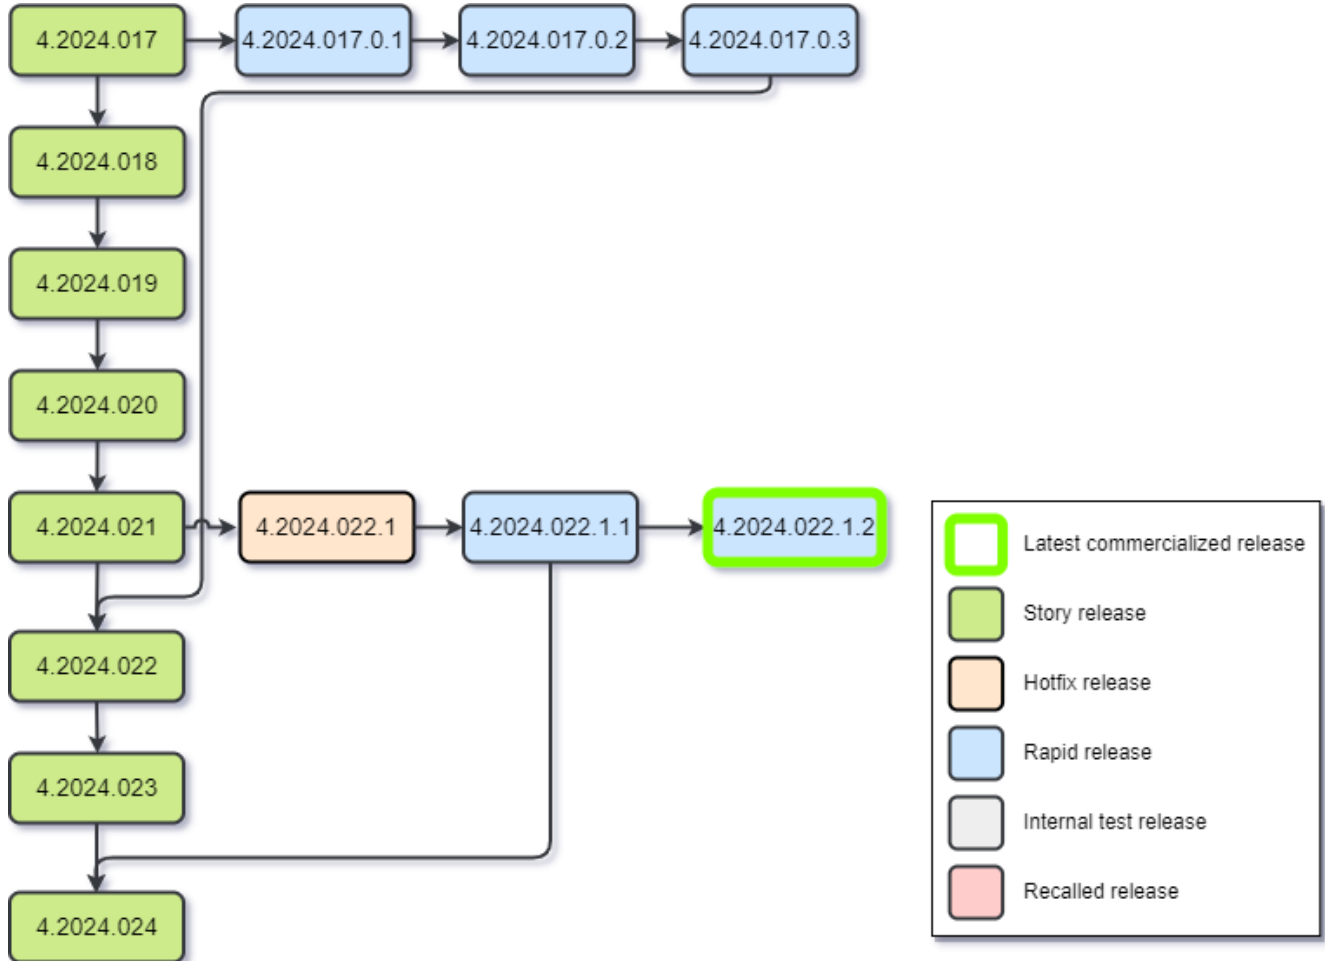 4.2024.017
4.2024.017.0.1
4.2024.017.0.2
4.2024.017.0.3
4.2024.018
4.2024.019
4.2024.020
4.2024.021
4.2024.022.1
4.2024.022.1.1
4.2024.022.1.2
4.2024.022
4.2024.023
4.2024.024
Latest commercialized release
Story release
Hotfix release
Rapid release
Internal test release
Recalled release